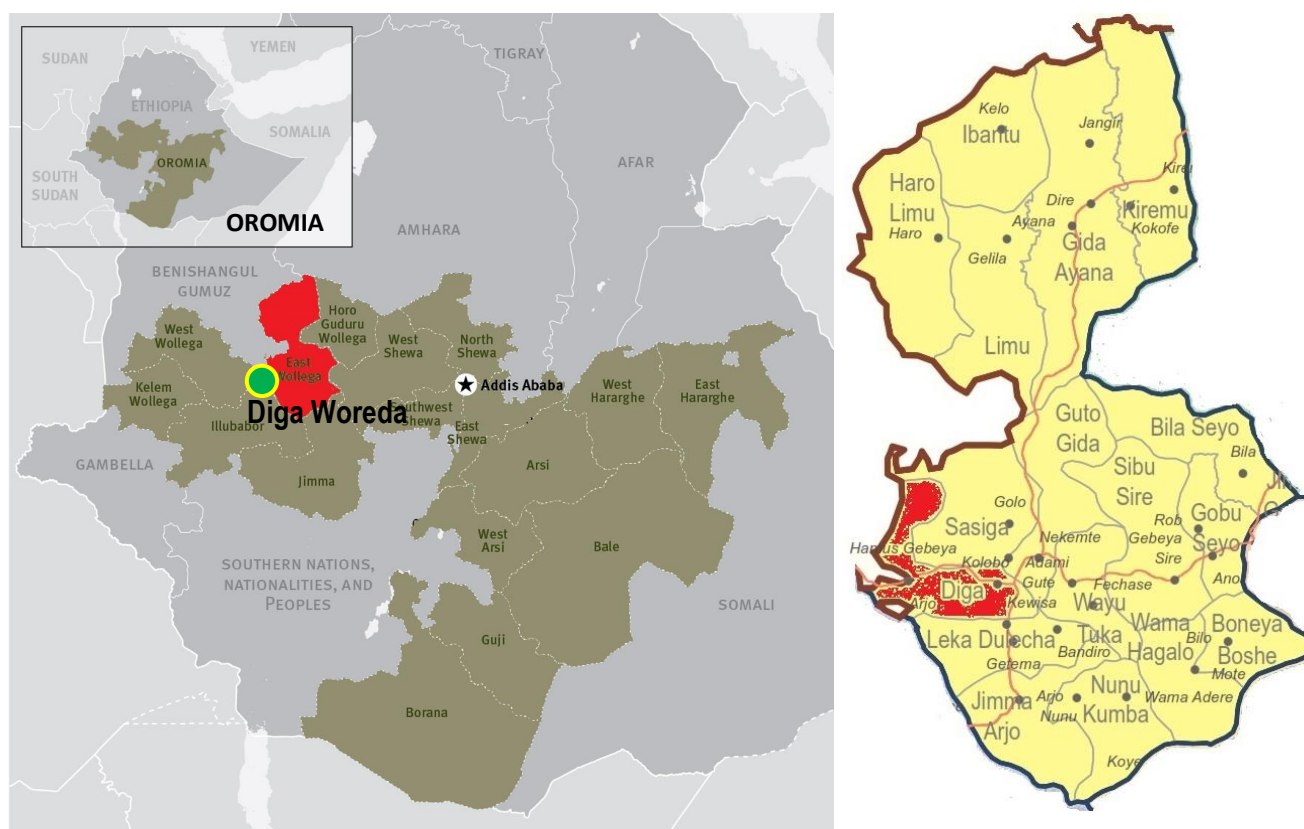 SUDAN
YEMEN
ETHIOPIA
SOMALIA
OROMIA
SOUTH
SUDAN
OROMIA
TIGRAY
AFAR
AMHARA
BENISHANGUL
GUMUZ
West
Wollega
Horo
Guduru
Wollega
West
Shewa
North
Shewa
East
Wollega
Kelem
Wollega
Addis Ababa
West
Hararghe
East
Hararghe
Diga Woreda
Southwest
Shewa
East
Shewa
Illubabor
GAMBELLA
Jimma
Arsi
West
Arsi
Bale
SOUTHERN NATIONS,
NATIONALITIES, AND
PEOPLES
SOMALI
Guji
Borana
Kelo
Ibantu
Jangir
Haro
Limu
Haro
Dire
Ayana
Gelila
Gida
Ayana
Kiremu
Kokofe
Limu
Guto
Gida
Bila Seyo
Bila
Sibu
Sire
Golo
Sasiga
Nekemte
Rob
Gebeya
Gobu
Seyo
Sire
Hamus Gebeya
Kolobo
Adami
Gute
Fechase
Ano
Diga
Arjo
Kewisa
Wayu
Tuka
Leka Dulecha
Getema
Bandiro
Wama
Hagalo
Bilo
Boneya
Boshe
Mote
Jimma
Arjo
Arjo
Nunu
Nunu
Kumba
Wama Adere
Koye